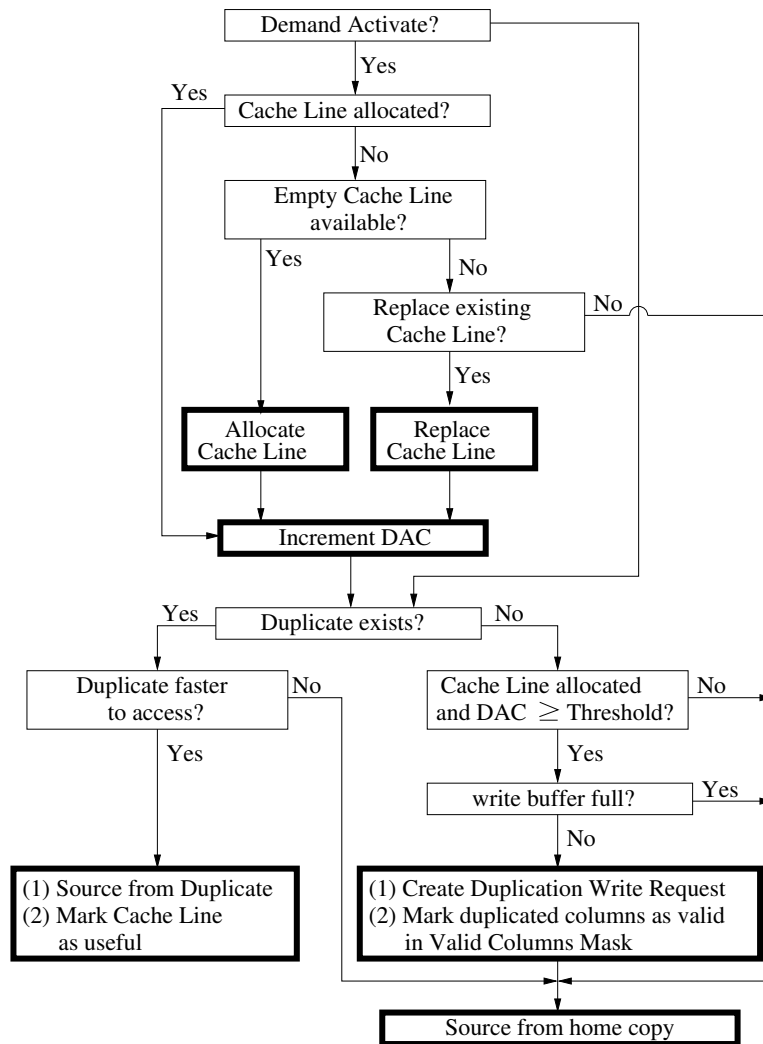 Demand Activate?
Yes
Yes
Cache Line allocated?
No
Empty Cache Line
available?
Yes
No
Replace existing
Cache Line?
No
Yes
Allocate
Cache Line
Replace
Cache Line
Increment DAC
Yes
Duplicate exists?
No
Duplicate faster
to access?
No
Cache Line allocated
and DAC ≥ Threshold?
No
Yes
Yes
write buffer full?
Yes
No
(1) Source from Duplicate
(2) Mark Cache Line
as useful
(1) Create Duplication Write Request
(2) Mark duplicated columns as valid
in Valid Columns Mask
Source from home copy